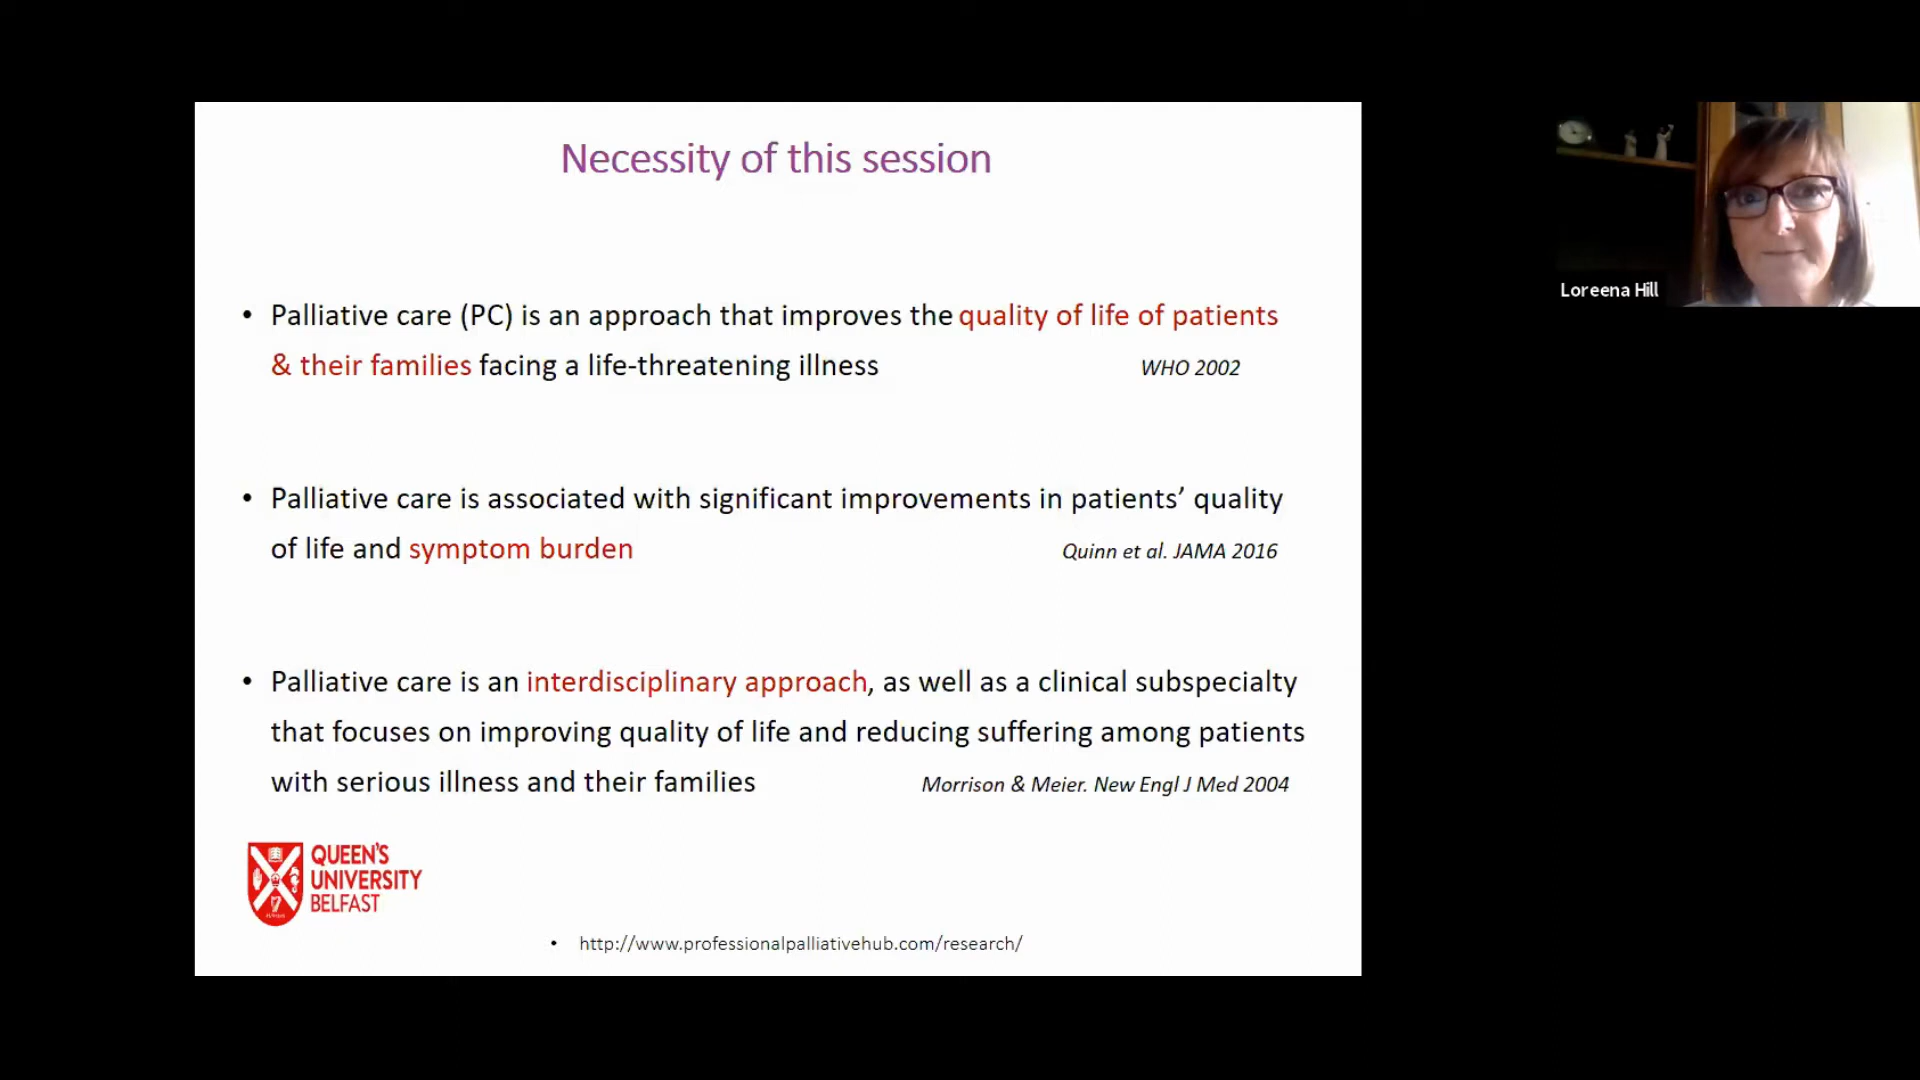 Necessity of this session
• Palliative care (PC) is an approach that improves the quality of life of patients
& their families facing a life-threatening illness WHO 2002
• Palliative care is associated with significant improvements in patients’ quality
of life and symptom burden Quinn et al. JAMA 2016
• Palliative care is an interdisciplinary approach, as well as a clinical subspecialty
that focuses on improving quality of life and reducing suffering among patients
with serious illness and their families Morrison & Meier. New Engl J Med 2004
QUEEN'S
UNIVERSITY
BELFAST
• http://www.professionalpalliativehub.com/research/
Loreena Hill